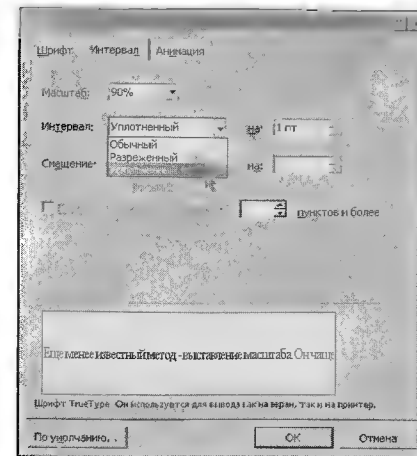 Шрифт Интервал Анимация
Масштаб: 90%
Интервал: Уплотненный на: 1 пт
Обычный
Разреженный
Смещение: на:
пунктов и более
Еще менее известный метод - выставление масштаба. Он чаще
Шрифт TrueType. Он используется для вывода как на экран, так и на принтер.
По умолчанию. . OK Отмена